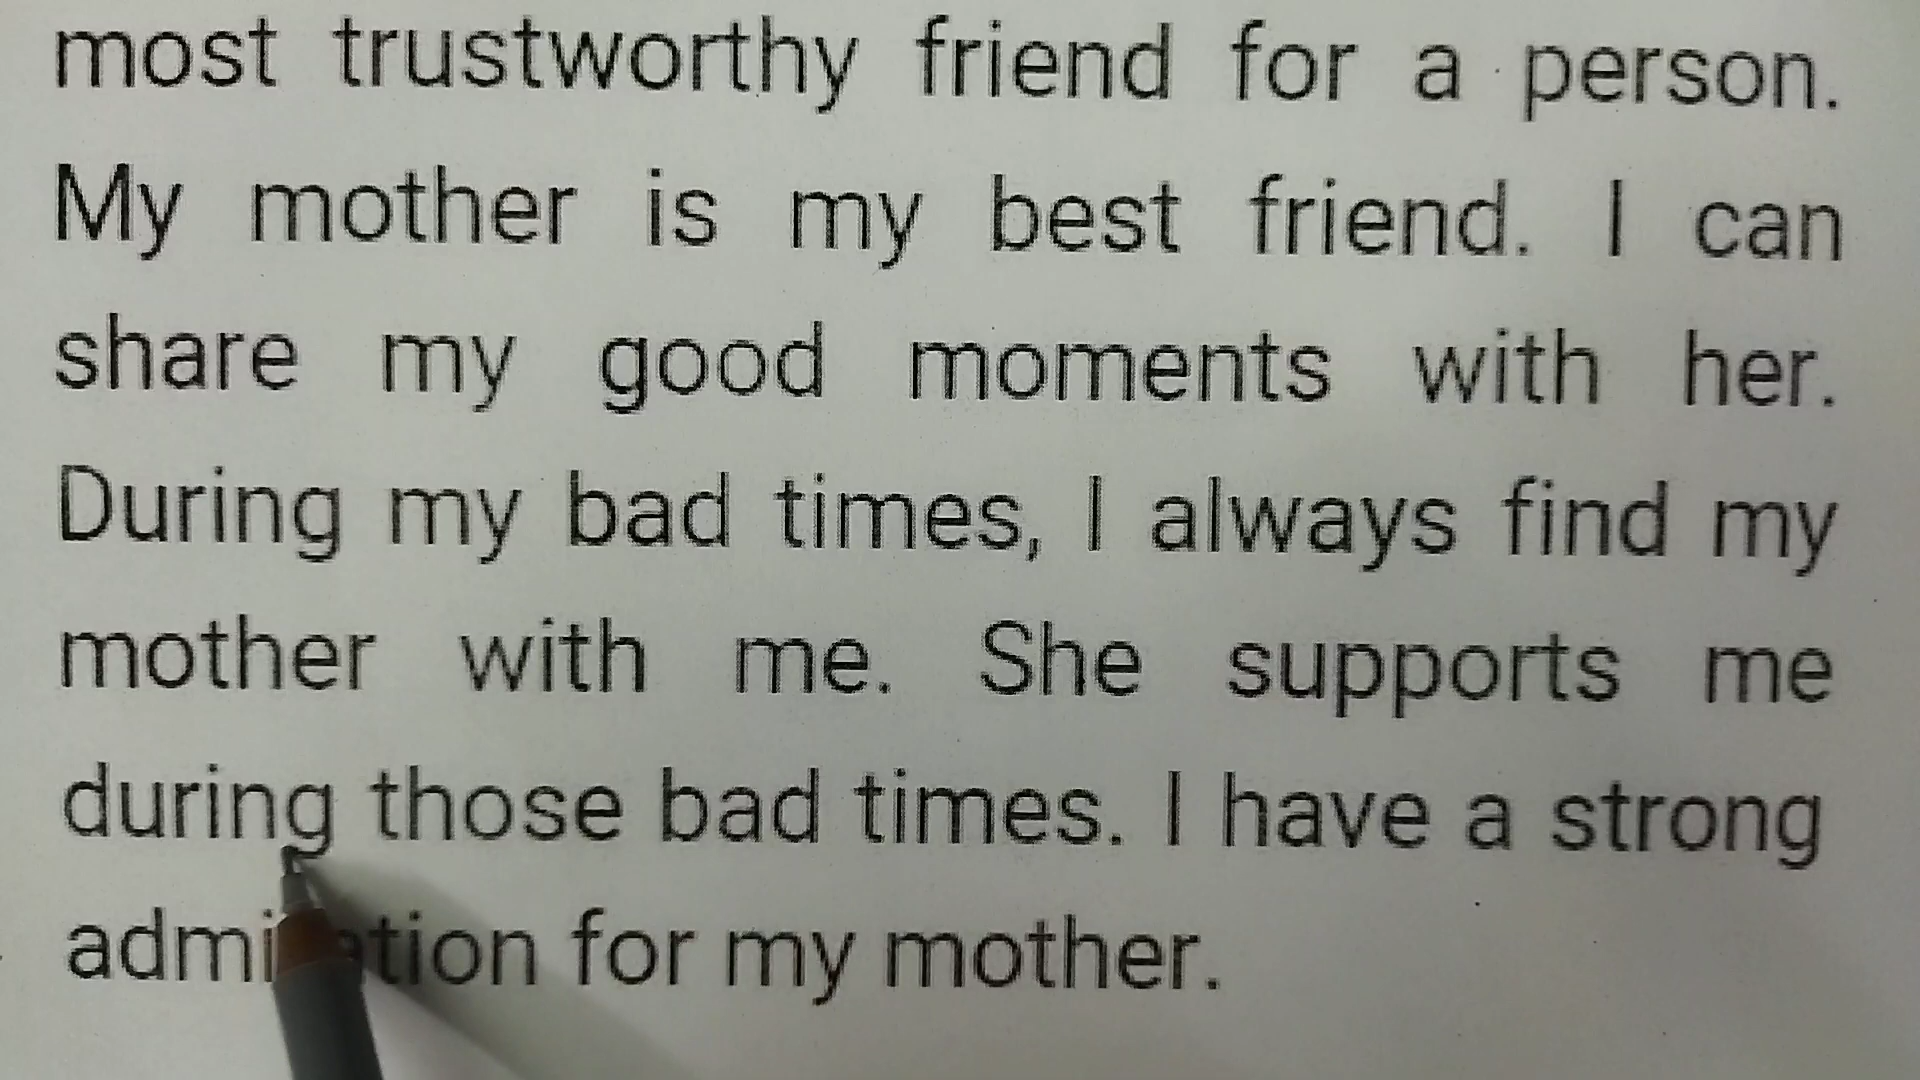 most trustworthy friend for a person.
My mother is my best friend. I can
share my good moments with her.
During my bad times, I always find my
mother with me. She supports me
during those bad times. I have a strong
for my mother.